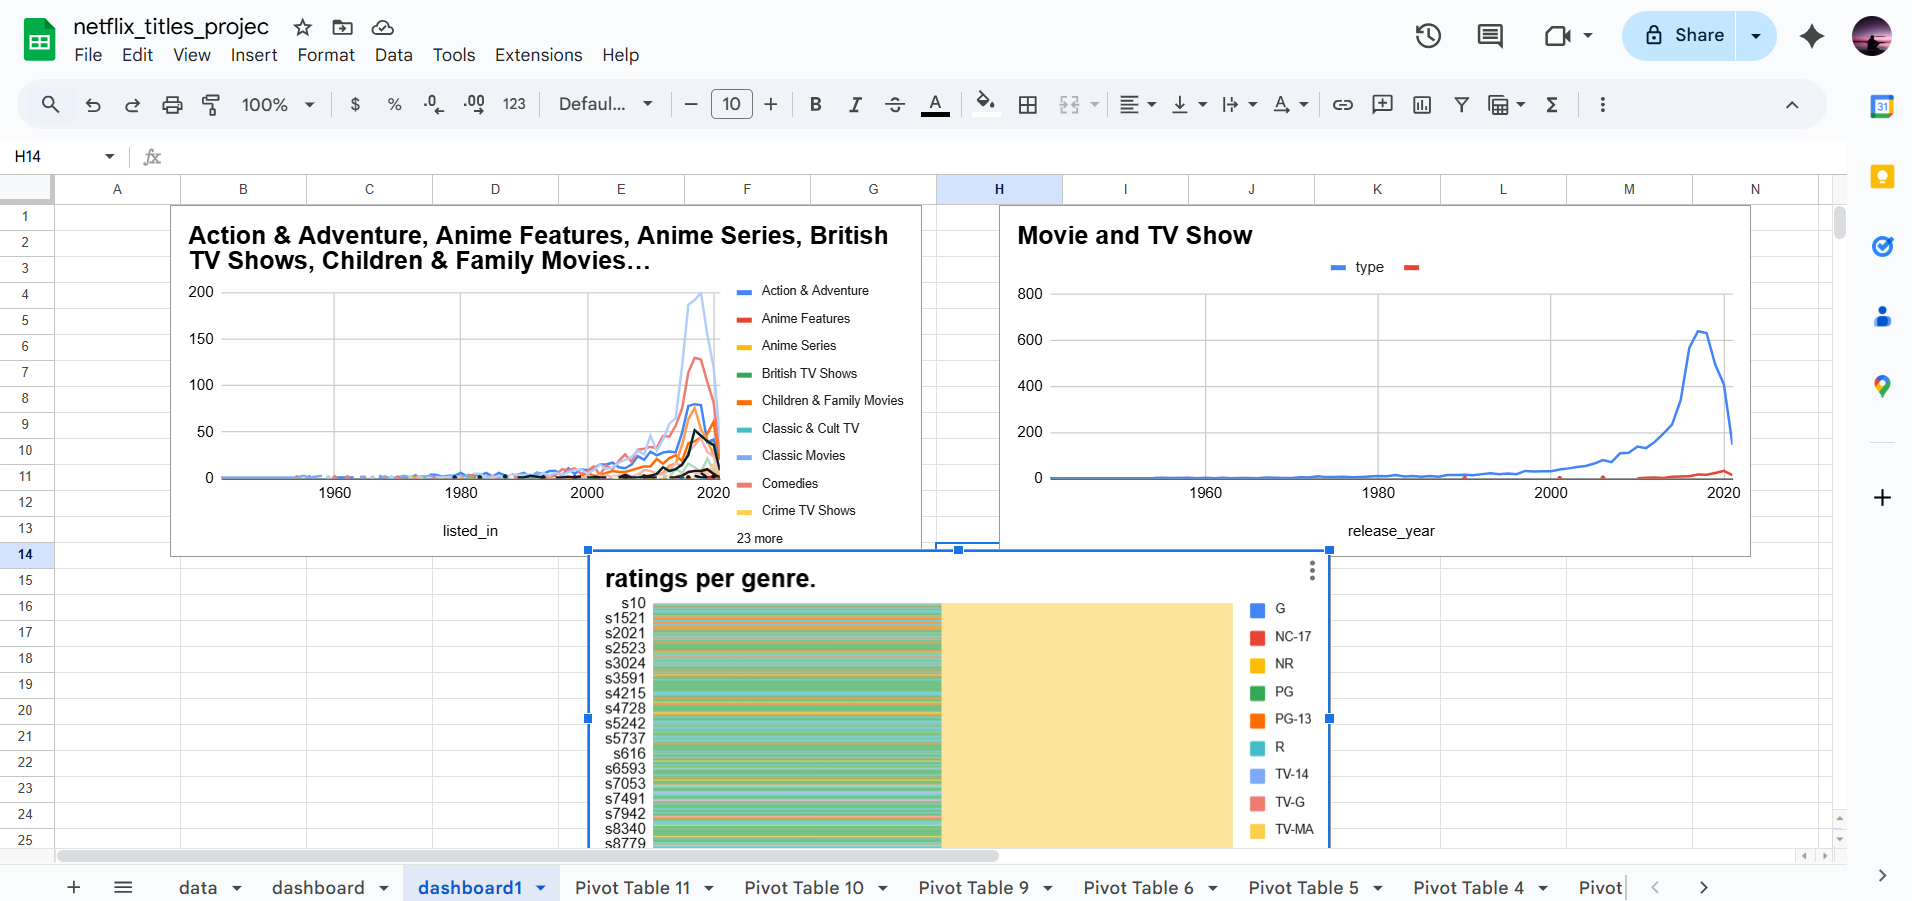 netflix_titles_projec
File Edit View Insert Format Data Tools Extensions Help
Share
100% $ % .0 .00 123 Defaul... 10 B I A
31
H14 fx
A B C D E F G H I J K L M N
1
2
3
4
5
6
7
8
9
10
11
12
13
14
15
16
17
18
19
20
21
22
23
24
25
Action & Adventure, Anime Features, Anime Series, British
TV Shows, Children & Family Movies…
200
150
100
50
0
1960 1980 2000 2020
listed_in
Action & Adventure
Anime Features
Anime Series
British TV Shows
Children & Family Movies
Classic & Cult TV
Classic Movies
Comedies
Crime TV Shows
23 more
Movie and TV Show
type
800
600
400
200
0
1960 1980 2000 2020
release_year
ratings per genre.
s10
s1521
s2021
s2523
s3024
s3591
s4215
s4728
s5242
s5737
s616
s6593
s7053
s7491
s7942
s8340
s8779
G
NC-17
NR
PG
PG-13
R
TV-14
TV-G
TV-MA
data dashboard dashboard1 Pivot Table 11 Pivot Table 10 Pivot Table 9 Pivot Table 6 Pivot Table 5 Pivot Table 4 Pivot